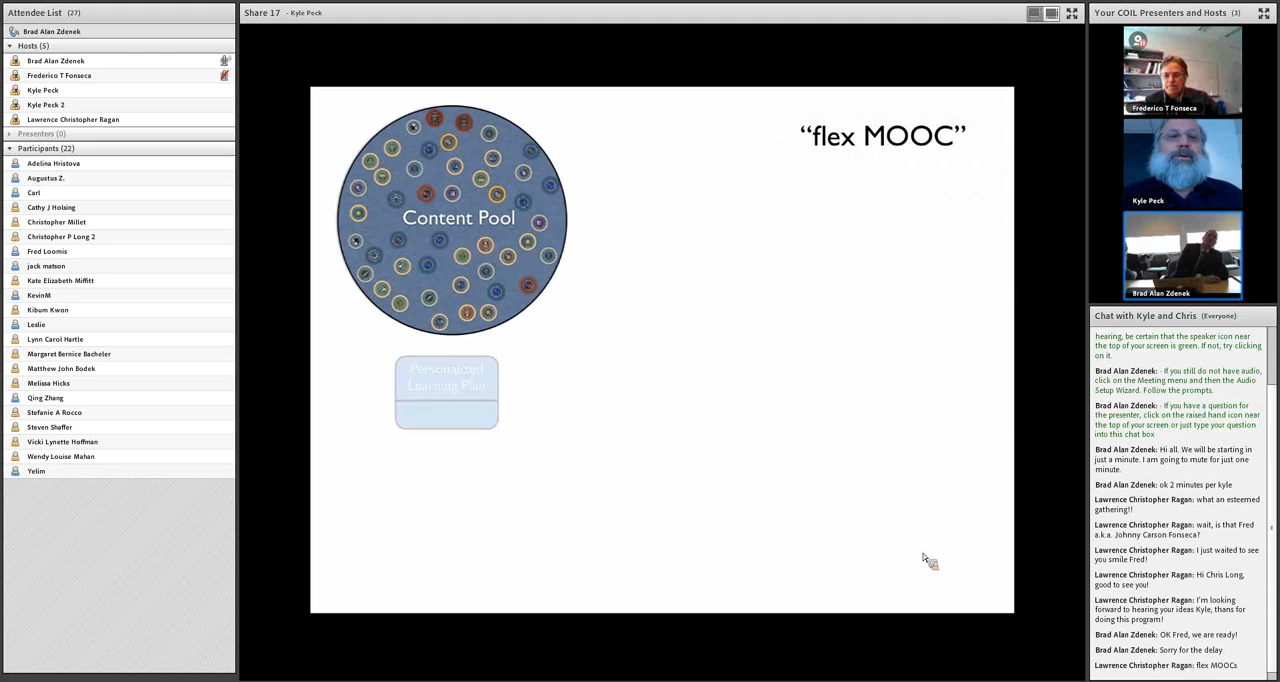 Attendee List (27)
Brad Alan Zdenek
Hosts (5)
Brad Alan Zdenek
Frederico T Fonseca
Kyle Peck
Kyle Peck 2
Lawrence Christopher Ragan
Presenters (0)
Participants (22)
Adelina Hristova
Augustus Z.
Carl
Cathy J Holsing
Christopher Millet
Christopher P Long 2
Fred Loomis
jack matson
Kate Elizabeth Miffitt
KevinM
Kibum Kwon
Leslie
Lynn Carol Hartle
Margaret Bernice Bacheler
Matthew John Bodek
Melissa Hicks
Qing Zhang
Stefanie A Rocco
Steven Shaffer
Vicki Lynette Hoffman
Wendy Louise Mahan
Yelim
Share 17 - Kyle Peck
“flex MOOC”
Content Pool
Personalized
Learning Plan
Your COIL Presenters and Hosts (3)
Frederico T Fonseca
Kyle Peck
Brad Alan Zdenek
Chat with Kyle and Chris (Everyone)
hearing, be certain that the speaker icon near
the top of your screen is green. If not, try clicking
on it.
Brad Alan Zdenek: - If you still do not have audio,
click on the Meeting menu and then the Audio
Setup Wizard. Follow the prompts.
Brad Alan Zdenek: - If you have a question for
the presenter, click on the raised hand icon near
the top of your screen or just type your question
into this chat box
Brad Alan Zdenek: Hi all. We will be starting in
just a minute. I am going to mute for just one
minute.
Brad Alan Zdenek: ok 2 minutes per kyle
Lawrence Christopher Ragan: what an esteemed
gathering!!
Lawrence Christopher Ragan: wait, is that Fred
a.k.a. Johnny Carson Fonseca?
Lawrence Christopher Ragan: I just waited to see
you smile Fred!
Lawrence Christopher Ragan: Hi Chris Long,
good to see you!
Lawrence Christopher Ragan: I'm looking
forward to hearing your ideas Kyle, thans for
doing this program!
Brad Alan Zdenek: OK Fred, we are ready!
Brad Alan Zdenek: Sorry for the delay
Lawrence Christopher Ragan: flex MOOCs